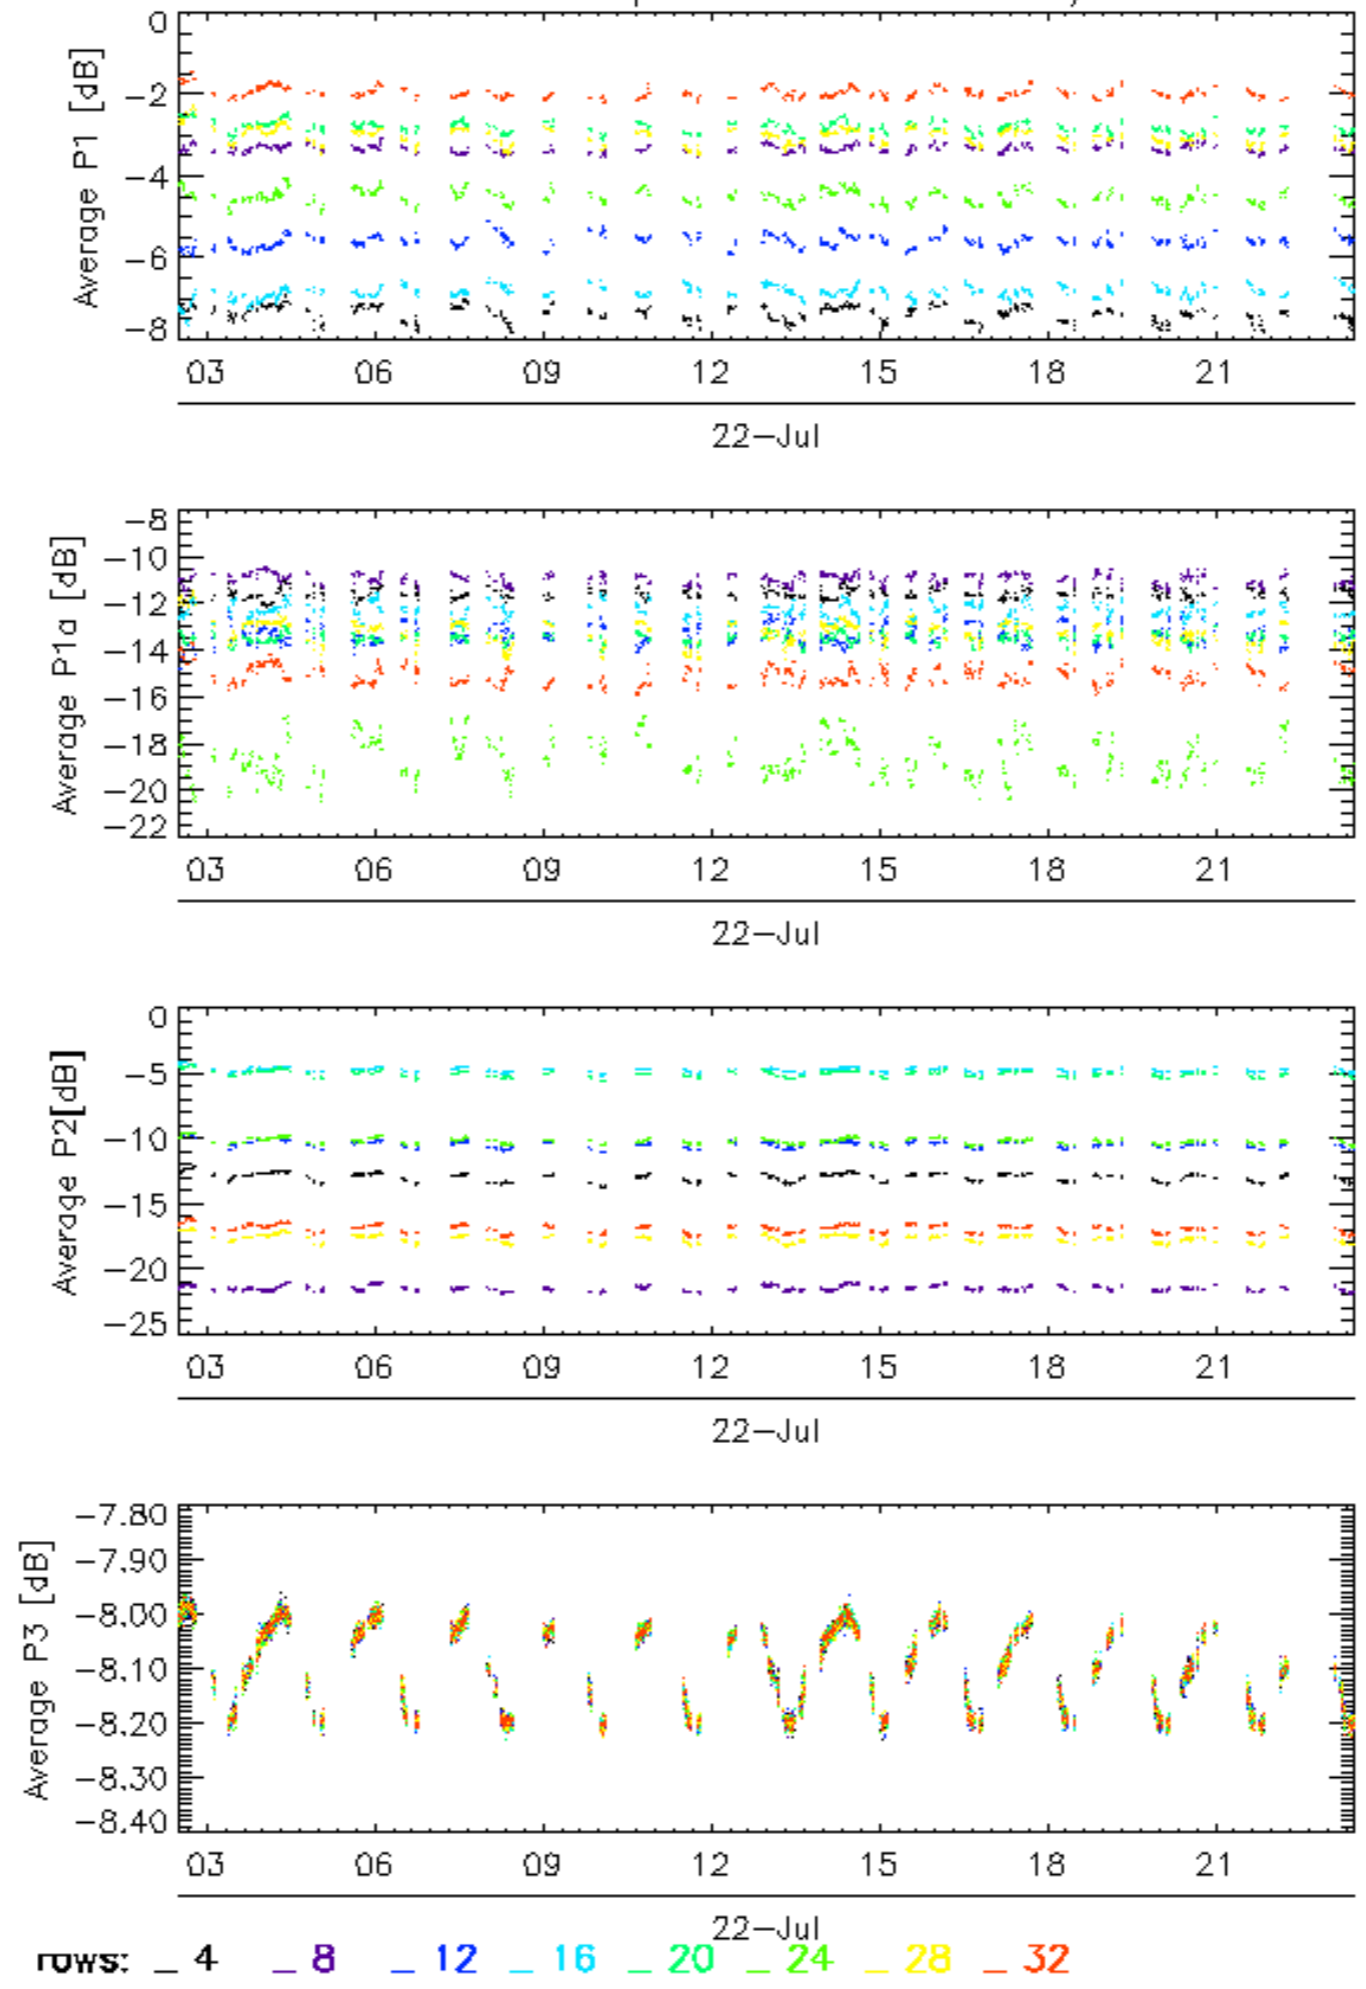 0
-2
-4
-6
-8
Average P1 [dB]
03 06 09 12 15 18 21
22-Jul
-8
-10
-12
-14
-16
-18
-20
-22
Average P1a [dB]
03 06 09 12 15 18 21
22-Jul
0
-5
-10
-15
-20
-25
Average P2[dB]
03 06 09 12 15 18 21
22-Jul
-7.80
-7.90
-8.00
-8.10
-8.20
-8.30
-8.40
Average P3 [dB]
03 06 09 12 15 18 21
22-Jul
rows: _ 4 _ 8 _ 12 _ 16 _ 20 _ 24 _ 28 _ 32